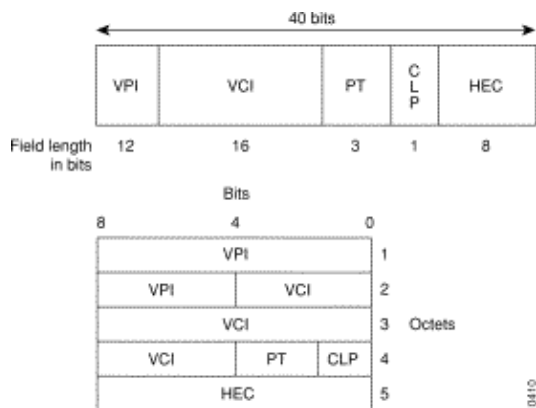 40 bits
VPI VCI PT CLP HEC
Field length in bits 12 16 3 1 8
Bits
8 4 0
VPI 1
VPI VCI 2
VCI 3 Octets
VCI PT CLP 4
HEC 5
0410